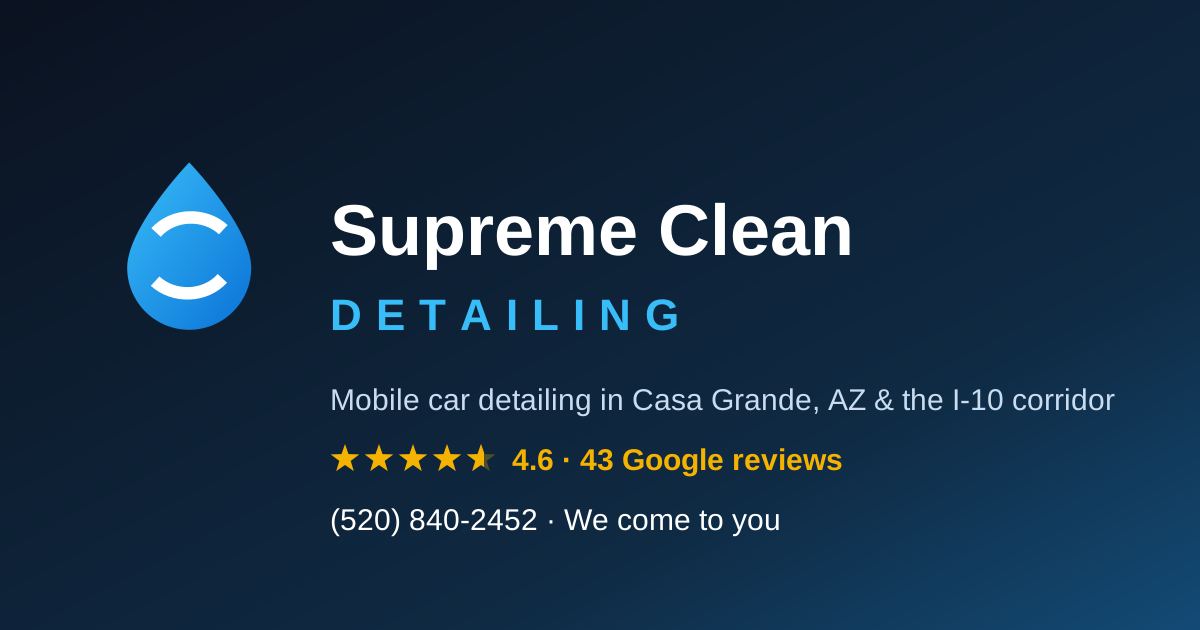 Supreme Clean
DETAILING
Mobile car detailing in Casa Grande, AZ & the I-10 corridor
★★★★★ 4.6 · 43 Google reviews
(520) 840-2452 · We come to you